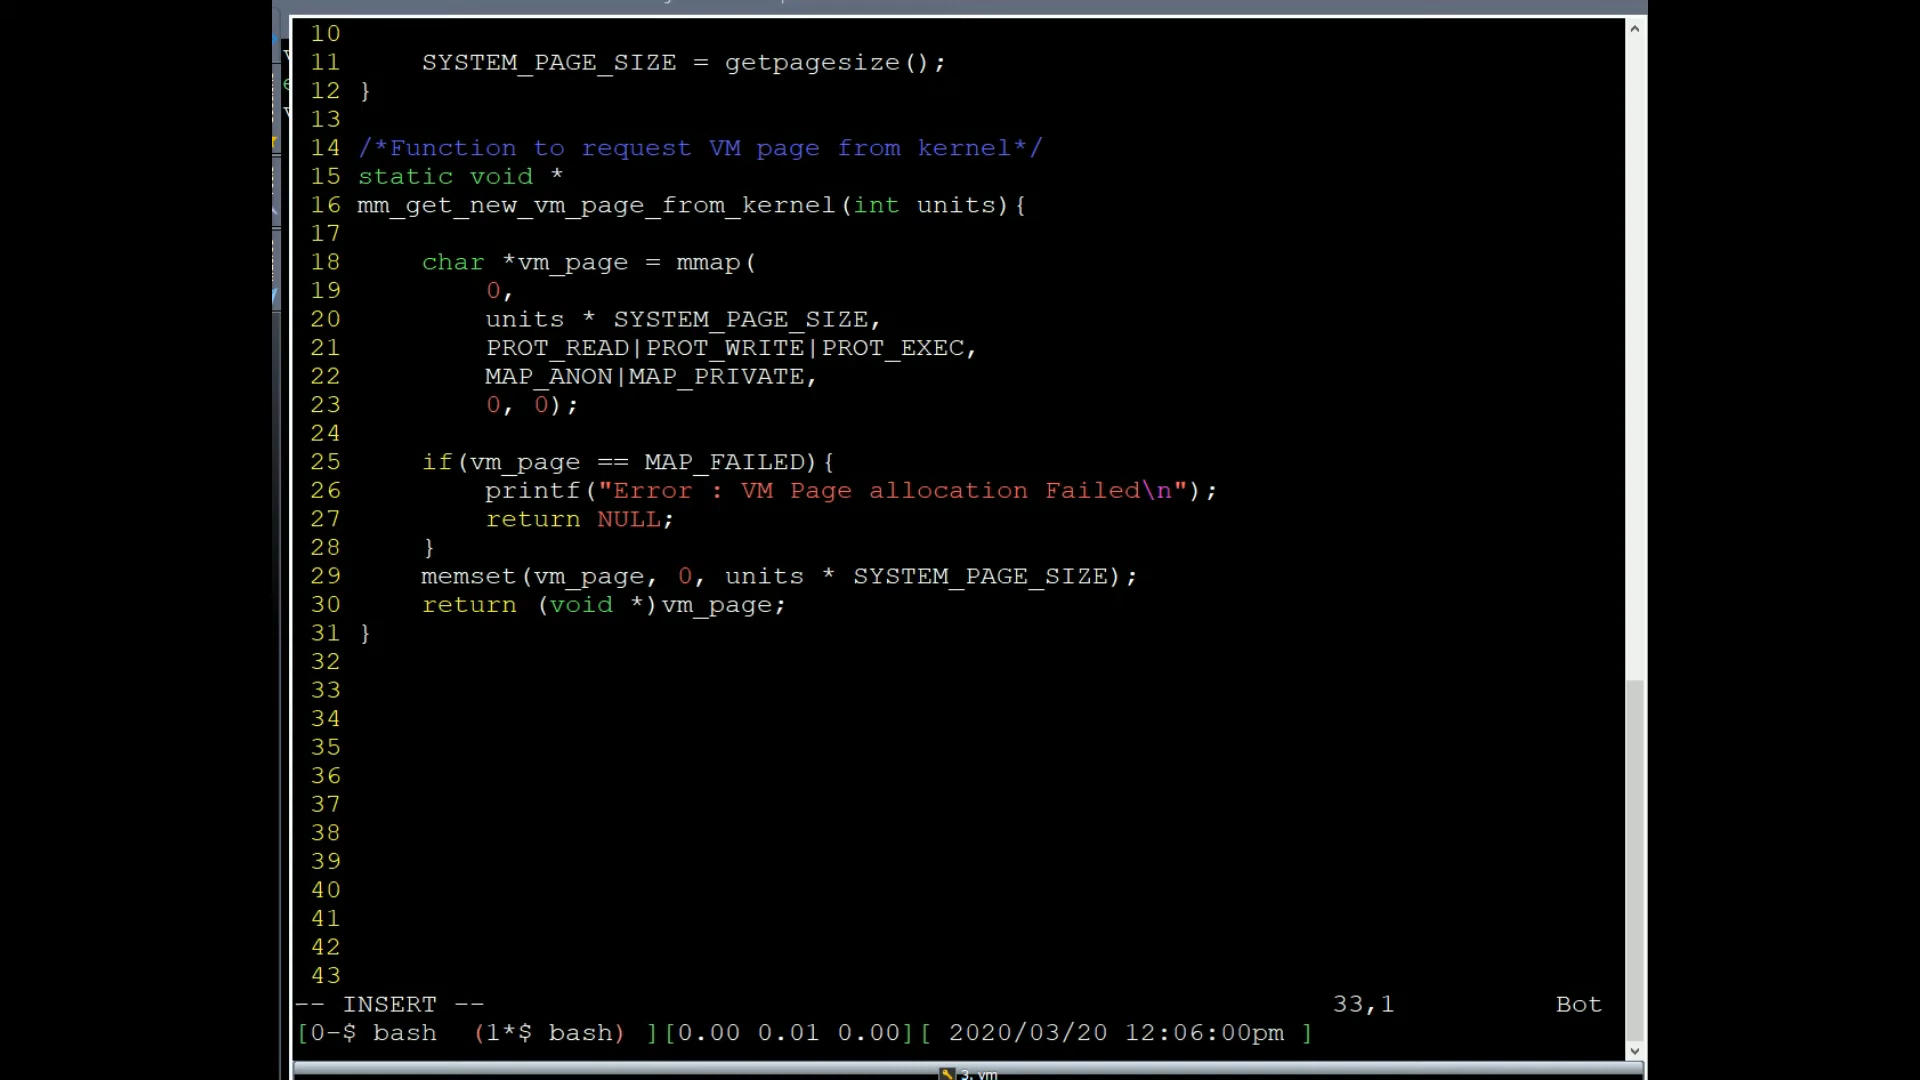 10
11 SYSTEM_PAGE_SIZE = getpagesize();
12 }
13
14 /*Function to request VM page from kernel*/
15 static void *
16 mm_get_new_vm_page_from_kernel(int units){
17
18 char *vm_page = mmap(
19 0,
20 units * SYSTEM_PAGE_SIZE,
21 PROT_READ|PROT_WRITE|PROT_EXEC,
22 MAP_ANON|MAP_PRIVATE,
23 0, 0);
24
25 if(vm_page == MAP_FAILED){
26 printf("Error : VM Page allocation Failed\n");
27 return NULL;
28 }
29 memset(vm_page, 0, units * SYSTEM_PAGE_SIZE);
30 return (void *)vm_page;
31 }
32
33
34
35
36
37
38
39
40
41
42
43
-- INSERT -- 33,1 Bot
[0-$ bash (1*$ bash) ][0.00 0.01 0.00][ 2020/03/20 12:06:00pm ]
3. vm